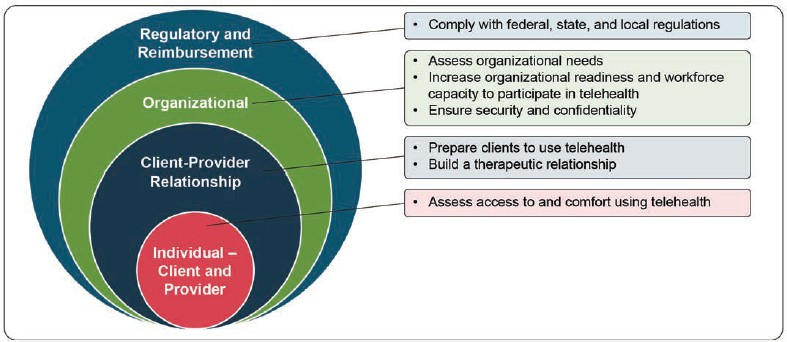 Regulatory and
Reimbursement
• Comply with federal, state, and local regulations
Organizational
• Assess organizational needs
• Increase organizational readiness and workforce
capacity to participate in telehealth
• Ensure security and confidentiality
Client-Provider
Relationship
• Prepare clients to use telehealth
• Build a therapeutic relationship
Individual –
Client and
Provider
• Assess access to and comfort using telehealth